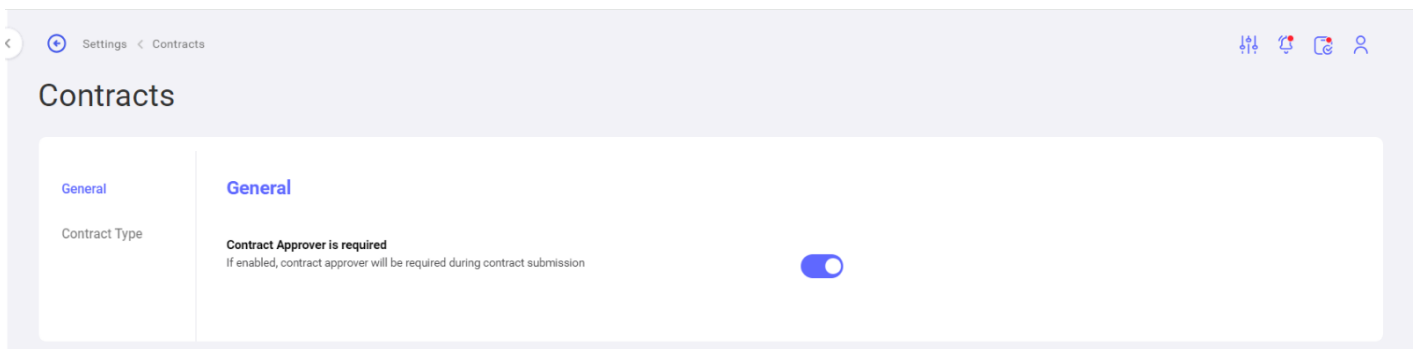 Settings < Contracts
Contracts
General
Contract Type
General
Contract Approver is required
If enabled, contract approver will be required during contract submission